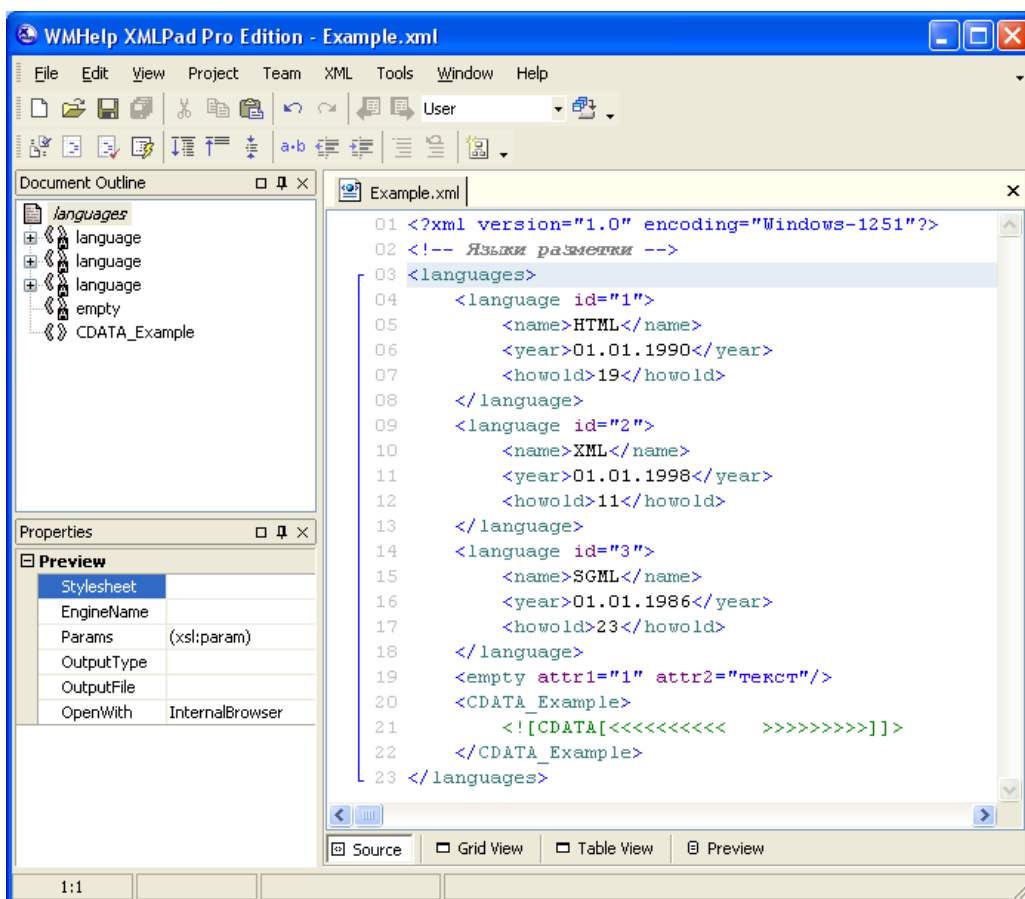 WMHelp XMLPad Pro Edition - Example.xml
File Edit View Project Team XML Tools Window Help
User
a·b
Document Outline
languages
language
language
language
empty
CDATA_Example
Properties
Preview
Stylesheet
EngineName
Params (xsl:param)
OutputType
OutputFile
OpenWith InternalBrowser
Example.xml
01 <?xml version="1.0" encoding="Windows-1251"?>
02 <!-- Языки разметки -->
03 <languages>
04 <language id="1">
05 <name>HTML</name>
06 <year>01.01.1990</year>
07 <howold>19</howold>
08 </language>
09 <language id="2">
10 <name>XML</name>
11 <year>01.01.1998</year>
12 <howold>11</howold>
13 </language>
14 <language id="3">
15 <name>SGML</name>
16 <year>01.01.1986</year>
17 <howold>23</howold>
18 </language>
19 <empty attr1="1" attr2="текст"/>
20 <CDATA_Example>
21 <![CDATA[<<<<<<<<<< >>>>>>>>>]]>
22 </CDATA_Example>
23 </languages>
Source Grid View Table View Preview
1:1